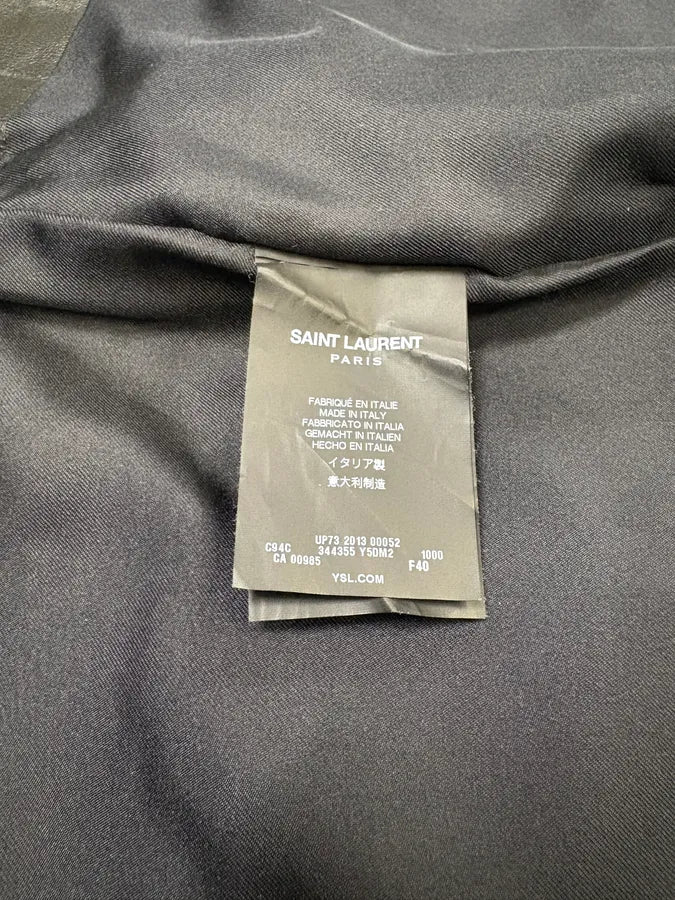 SAINT LAURENT
PARIS
FABRIQUÉ EN ITALIE
MADE IN ITALY
FABBRICATO IN ITALIA
GEMACHT IN ITALIEN
HECHO EN ITALIA
イタリア製
意大利制造
UP73 2013 00052
C94C 344355 Y5DM2 1000
CA 00985 F40
YSL.COM